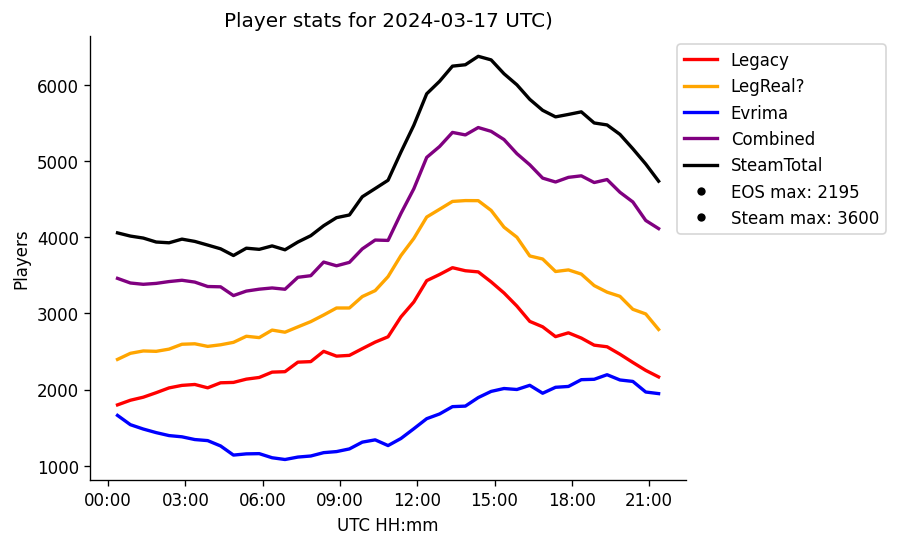 Player stats for 2024-03-17 UTC)
Legacy
LegReal?
Evrima
Combined
SteamTotal
EOS max: 2195
Steam max: 3600
Players
6000
5000
4000
3000
2000
1000
00:00 03:00 06:00 09:00 12:00 15:00 18:00 21:00
UTC HH:mm